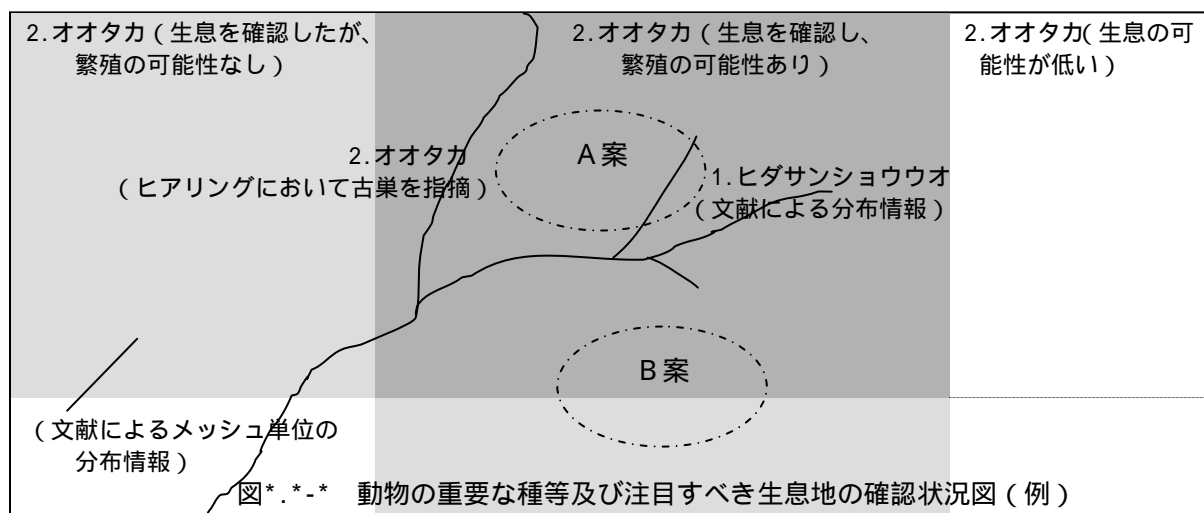 2.オオタカ（生息を確認したが、
繁殖の可能性なし）
2.オオタカ（生息を確認し、
繁殖の可能性あり）
2.オオタカ（生息の可
能性が低い）
A案
2.オオタカ
（ヒアリングにおいて古巣を指摘）
1.ヒダサンショウウオ
（文献による分布情報）
B案
（文献によるメッシュ単位の
分布情報）
図*.*-*　動物の重要な種等及び注目すべき生息地の確認状況図（例）